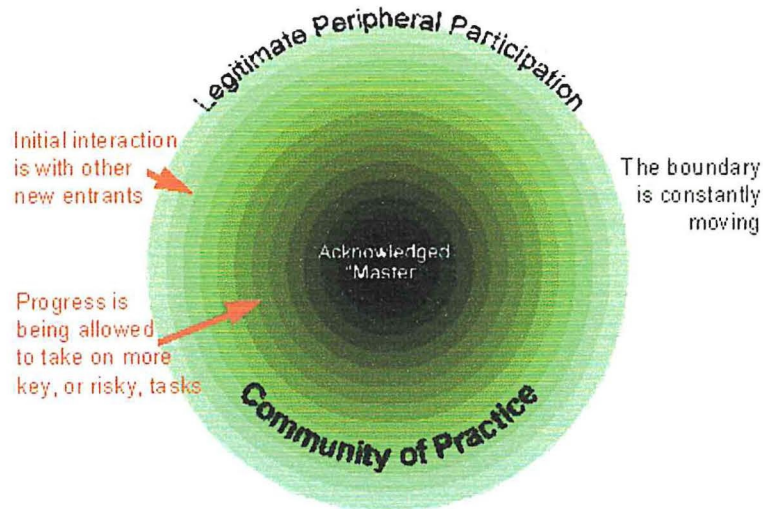 Legitimate Peripheral Participation
Initial interaction
is with other
new entrants
The boundary
is constantly
moving
Acknowledged
"Master
Progress is
being allowed
to take on more
key, or risky, tasks
Community of Practice